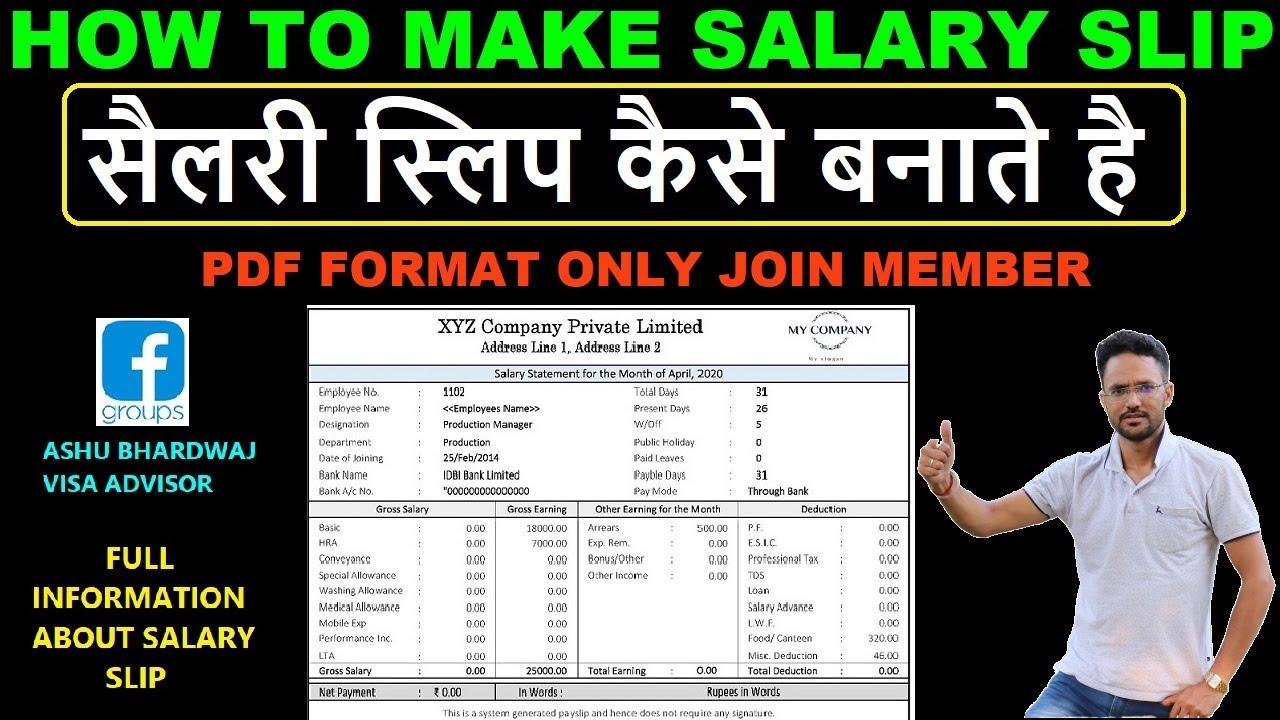 HOW TO MAKE SALARY SLIP
सैलरी स्लिप कैसे बनाते है
PDF FORMAT ONLY JOIN MEMBER
f
groups
ASHU BHARDWAJ
VISA ADVISOR
FULL
INFORMATION
ABOUT SALARY
SLIP
XYZ Company Private Limited
Address Line 1, Address Line 2
MY COMPANY
My slogan
Salary Statement for the Month of April, 2020
Employee No. : 1102 Total Days : 31
Employee Name : <<Employees Name>> Present Days : 26
Designation : Production Manager W/Off : 5
Department : Production Public Holiday : 0
Date of Joining : 25/Feb/2014 Paid Leaves : 0
Bank Name : IDBI Bank Limited Payble Days : 31
Bank A/c No. : "00000000000000 Pay Mode : Through Bank
Gross Salary Gross Earning Other Earning for the Month Deduction
Basic : 0.00 18000.00 Arrears : 500.00 P.F. : 0.00
HRA : 0.00 7000.00 Exp. Rem. : 0.00 E.S.I.C. : 0.00
Conveyance : 0.00 0.00 Bonus/Other : 0.00 Professional Tax : 0.00
Special Allowance : 0.00 0.00 Other Income : 0.00 TDS : 0.00
Washing Allowance : 0.00 0.00 Loan : 0.00
Medical Allowance : 0.00 0.00 Salary Advance : 0.00
Mobile Exp : 0.00 0.00 L.W.F. : 0.00
Performance Inc. : 0.00 0.00 Food/ Canteen : 320.00
LTA : 0.00 0.00 Misc. Deduction : 46.00
Gross Salary : 0.00 25000.00 Total Earning : 0.00 Total Deduction : 0.00
Net Payment : ₹ 0.00 In Words : Rupees in Words
This is a system generated payslip and hence does not require any signature.